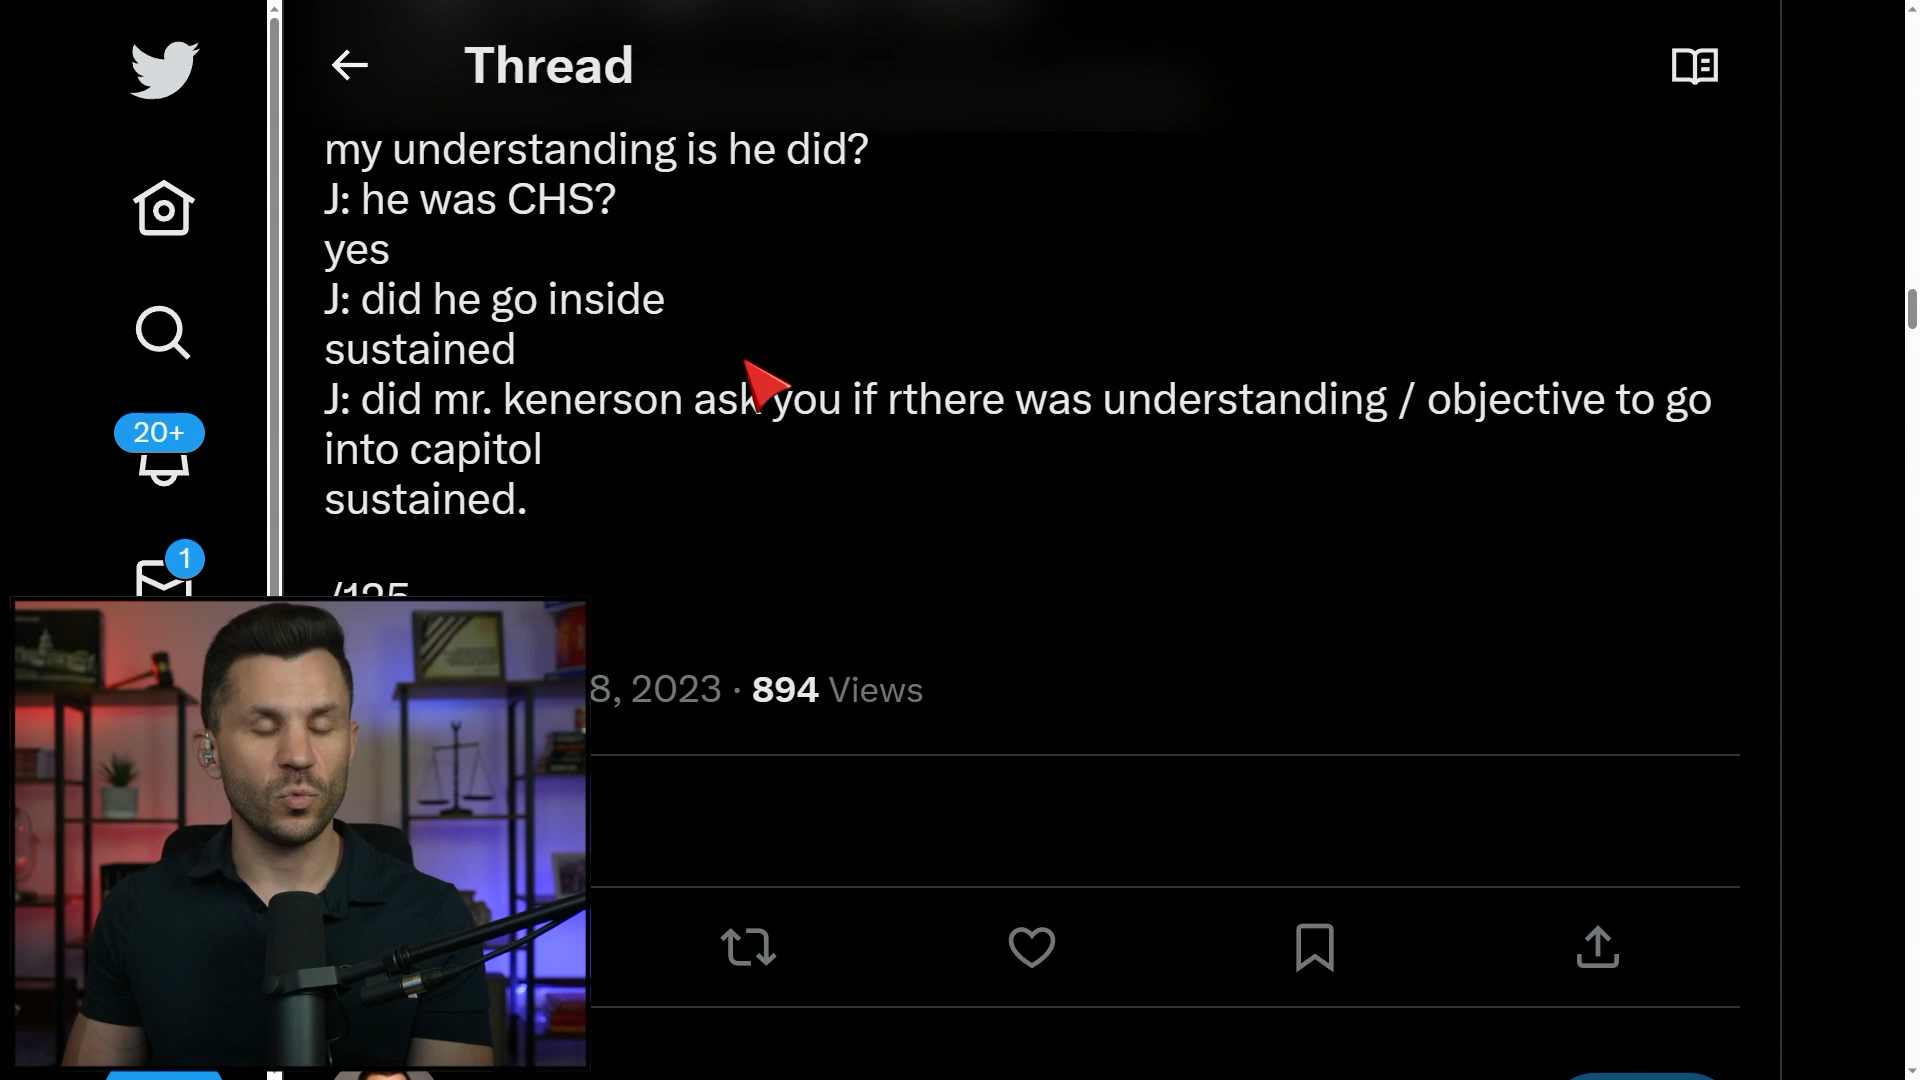 Thread
my understanding is he did?
J: he was CHS?
yes
J: did he go inside
sustained
J: did mr. kenerson ask you if rthere was understanding / objective to go
into capitol
sustained.
20+
1
/125
8, 2023 · 894 Views